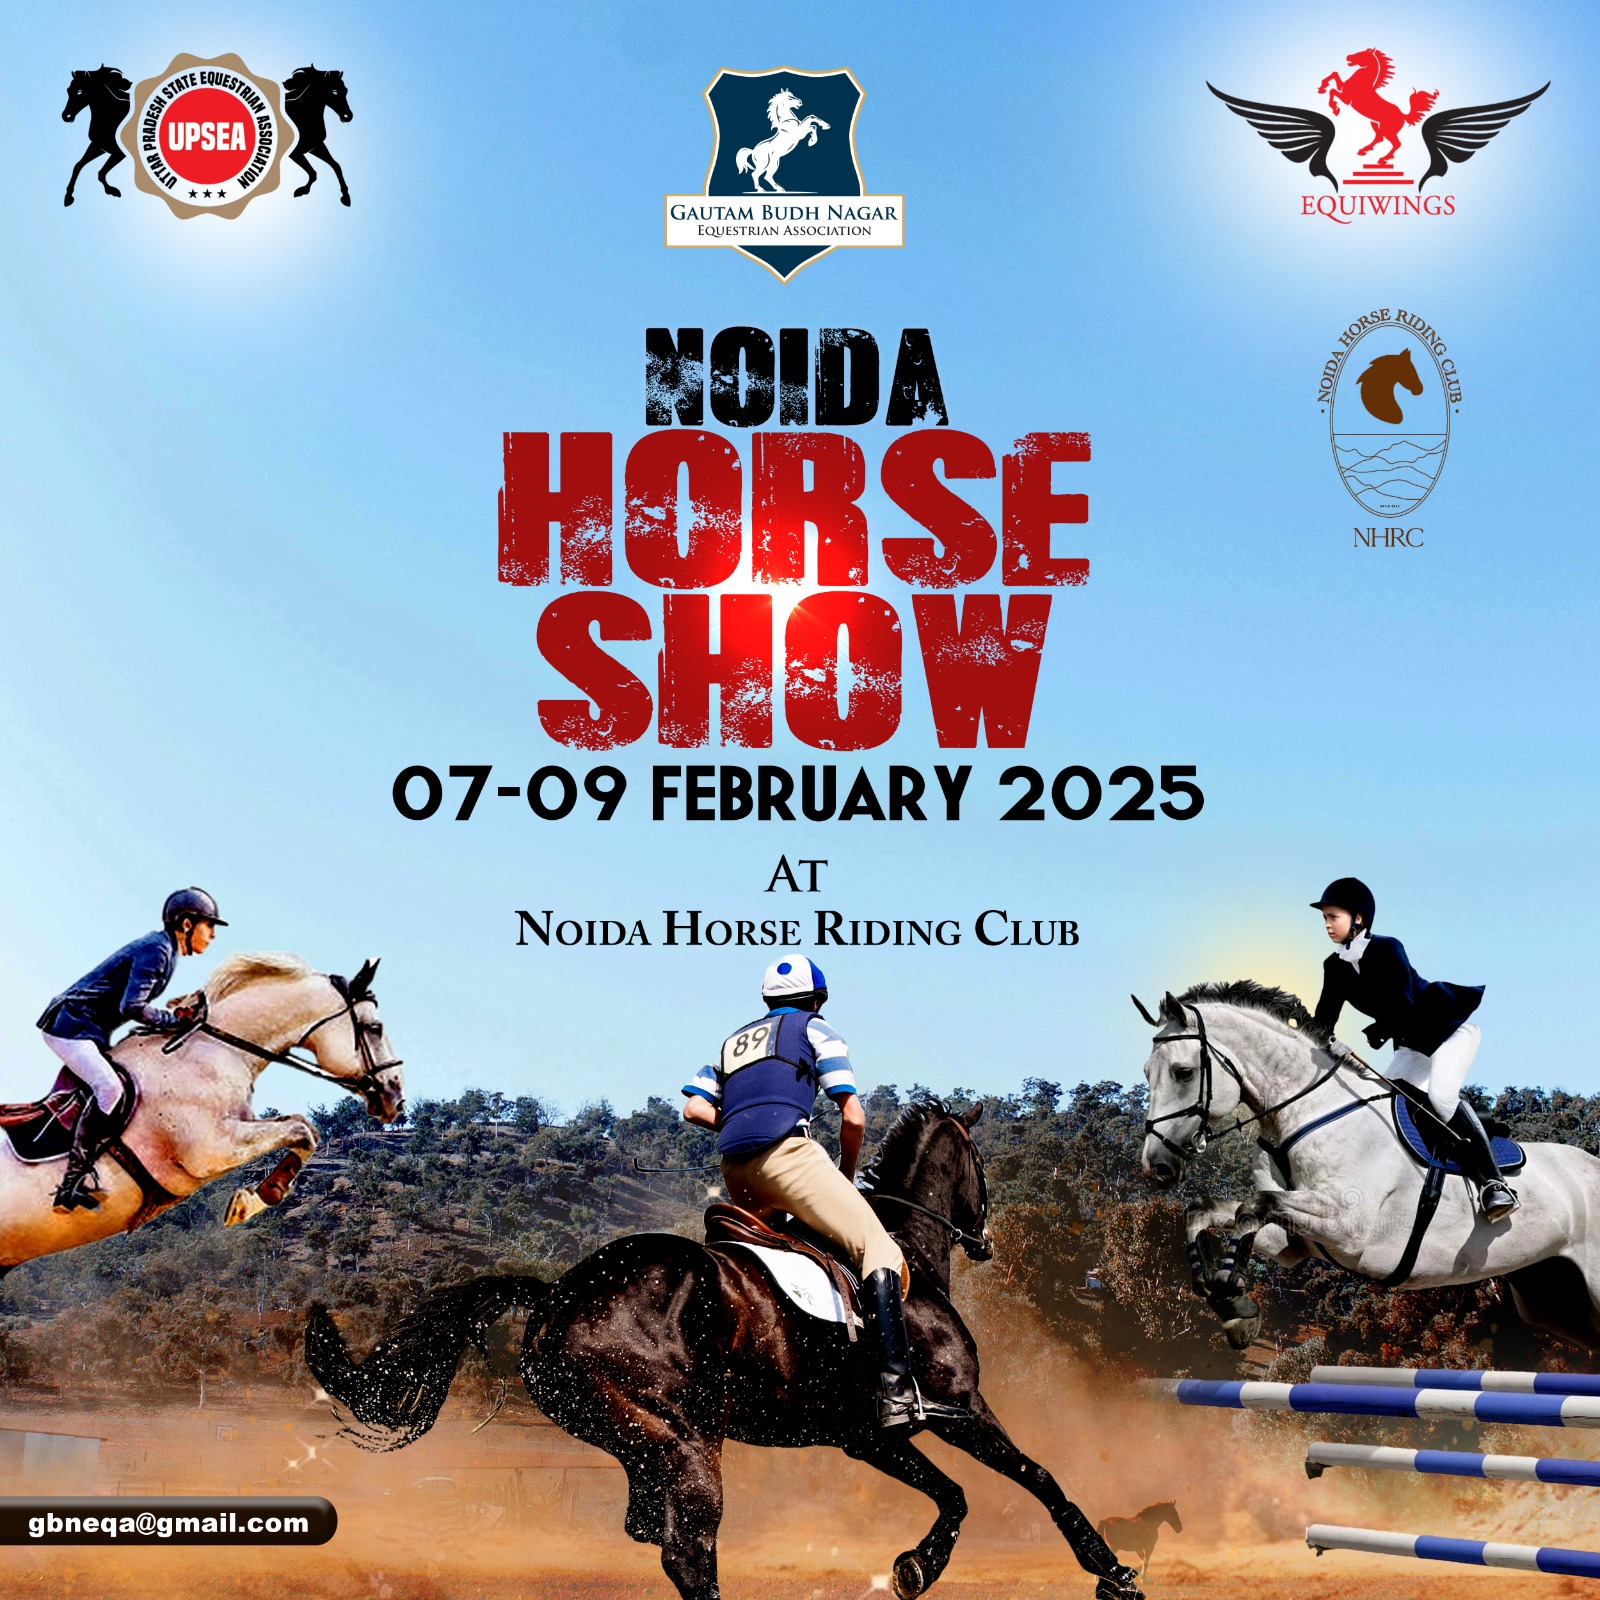 UTTAR PRADESH STATE EQUESTRIAN ASSOCIATION
UPSEA
GAUTAM BUDH NAGAR
EQUESTRIAN ASSOCIATION
EQUIWINGS
· NOIDA HORSE RIDING CLUB ·
NHRC
NOIDA
HORSE
SHOW
07-09 FEBRUARY 2025
AT
NOIDA HORSE RIDING CLUB
89
gbneqa@gmail.com